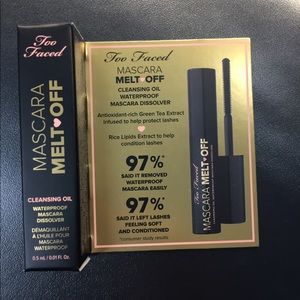 Too Faced
MASCARA
MELT♥OFF
CLEANSING OIL
WATERPROOF
MASCARA
DISSOLVER
DÉMAQUILLANT
À L'HUILE POUR
MASCARA
WATERPROOF
0.5 mL / 0.01 Fl. Oz.
Too Faced
MASCARA
MELT♥OFF
CLEANSING OIL
WATERPROOF
MASCARA DISSOLVER
Antioxidant-rich Green Tea Extract
infused to help protect lashes
Rice Lipids Extract to help
condition lashes
97%*
SAID IT REMOVED
WATERPROOF
MASCARA EASILY
97%*
SAID IT LEFT LASHES
FEELING SOFT
AND CONDITIONED
*consumer study results
Too Faced
MASCARA MELT♥OFF